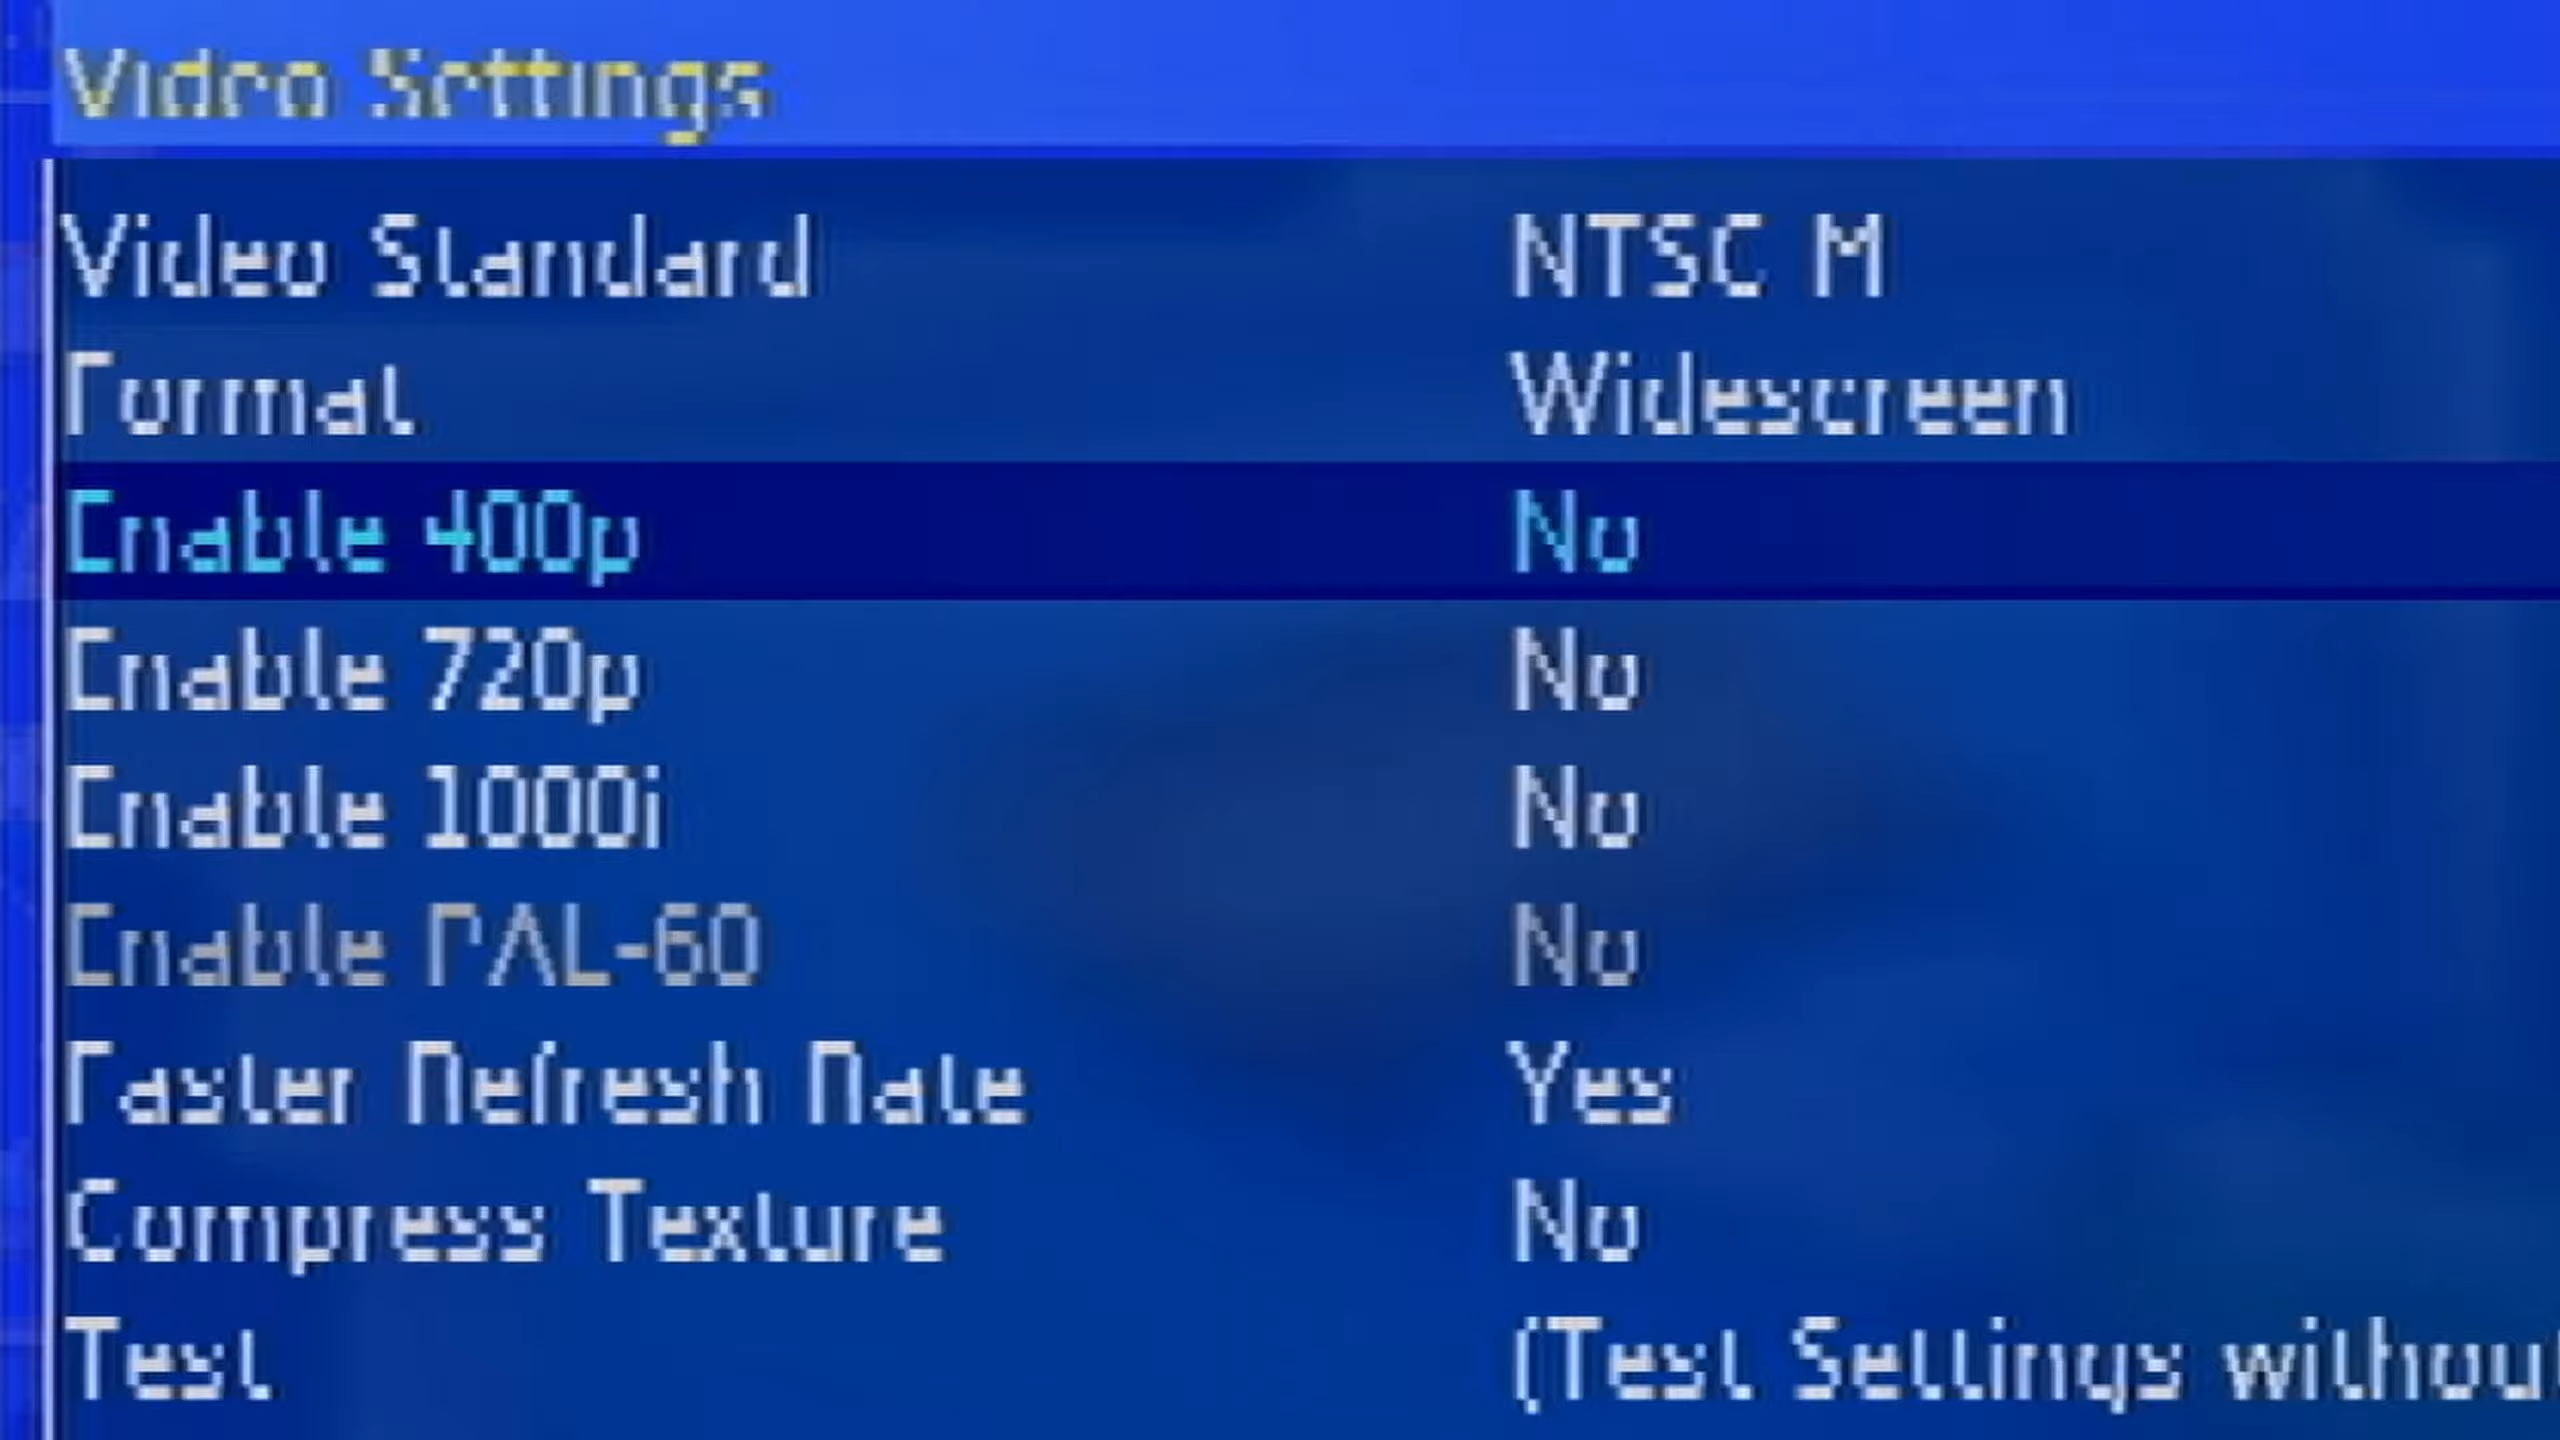 Video Settings
Video Standard NTSC M
Format Widescreen
Enable 480p No
Enable 720p No
Enable 1080i No
Enable PAL-60 No
Faster Refresh Rate Yes
Compress Texture No
Test (Test Settings without